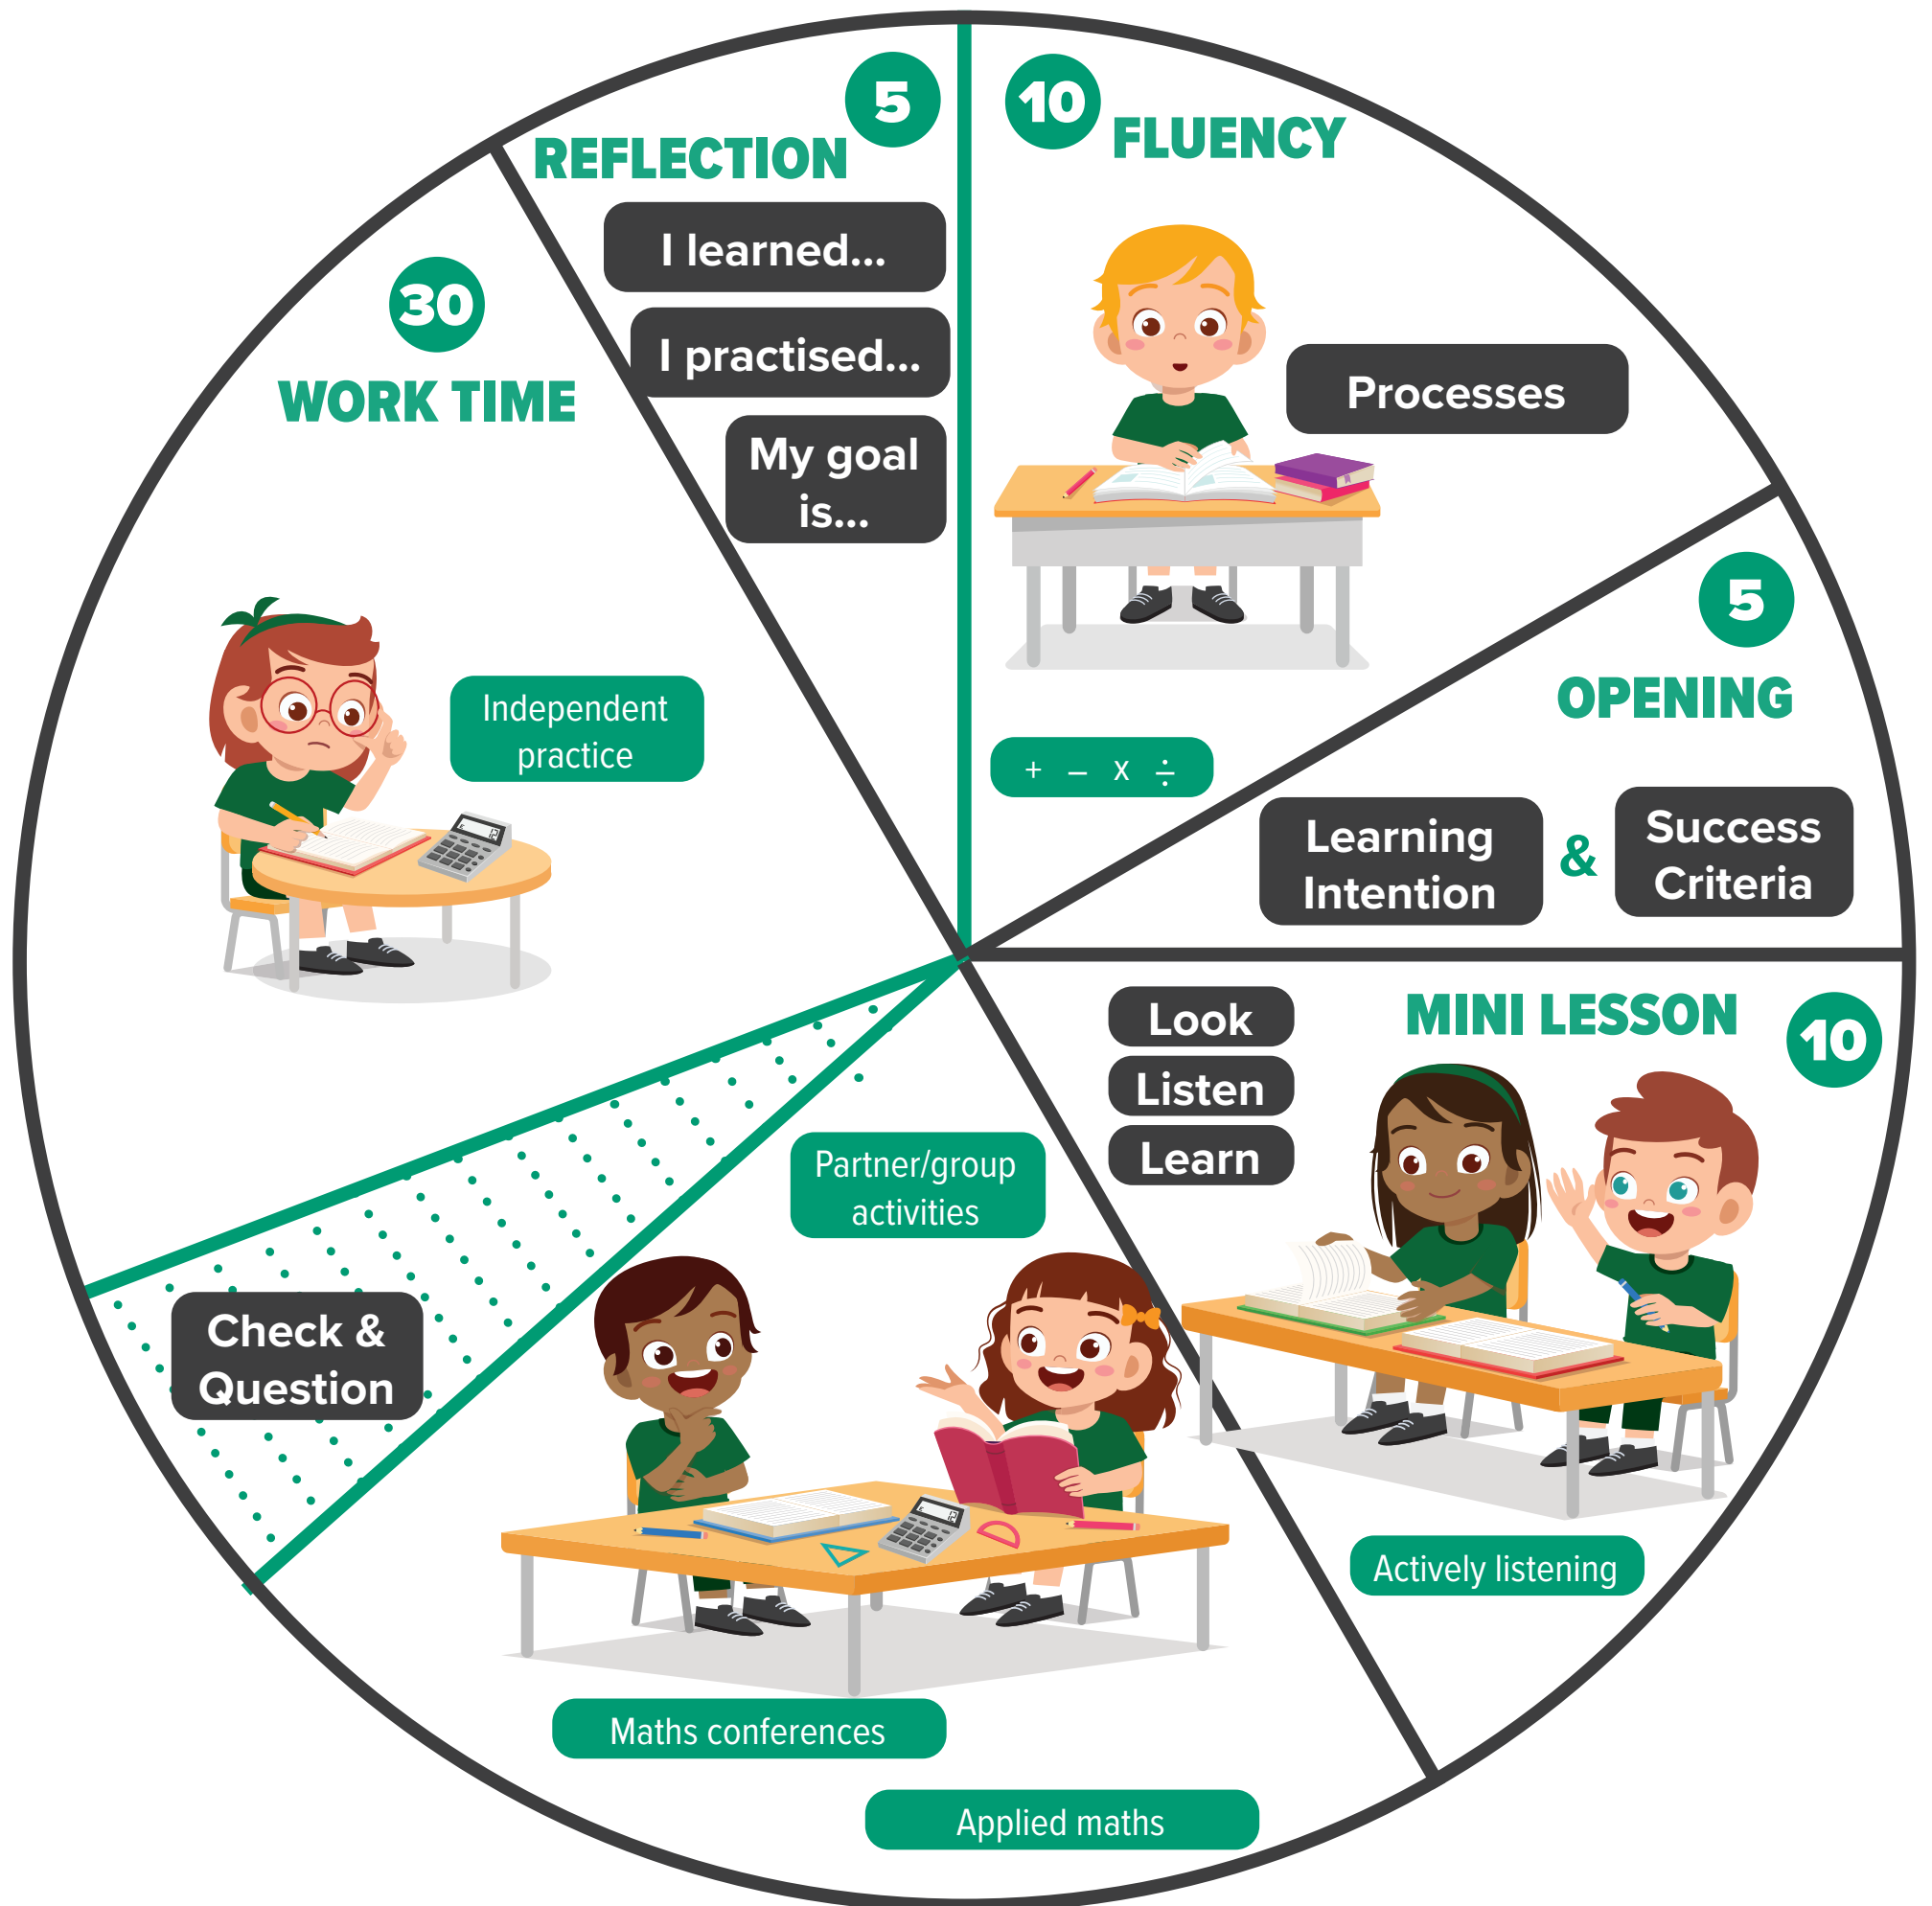 10
FLUENCY
Processes
+ – x ÷
5
OPENING
Learning
Intention
&
Success
Criteria
MINI LESSON
10
Look
Listen
Learn
Actively listening
30
WORK TIME
Independent
practice
Check &
Question
Partner/group
activities
Maths conferences
Applied maths
5
REFLECTION
I learned...
I practised...
My goal
is...